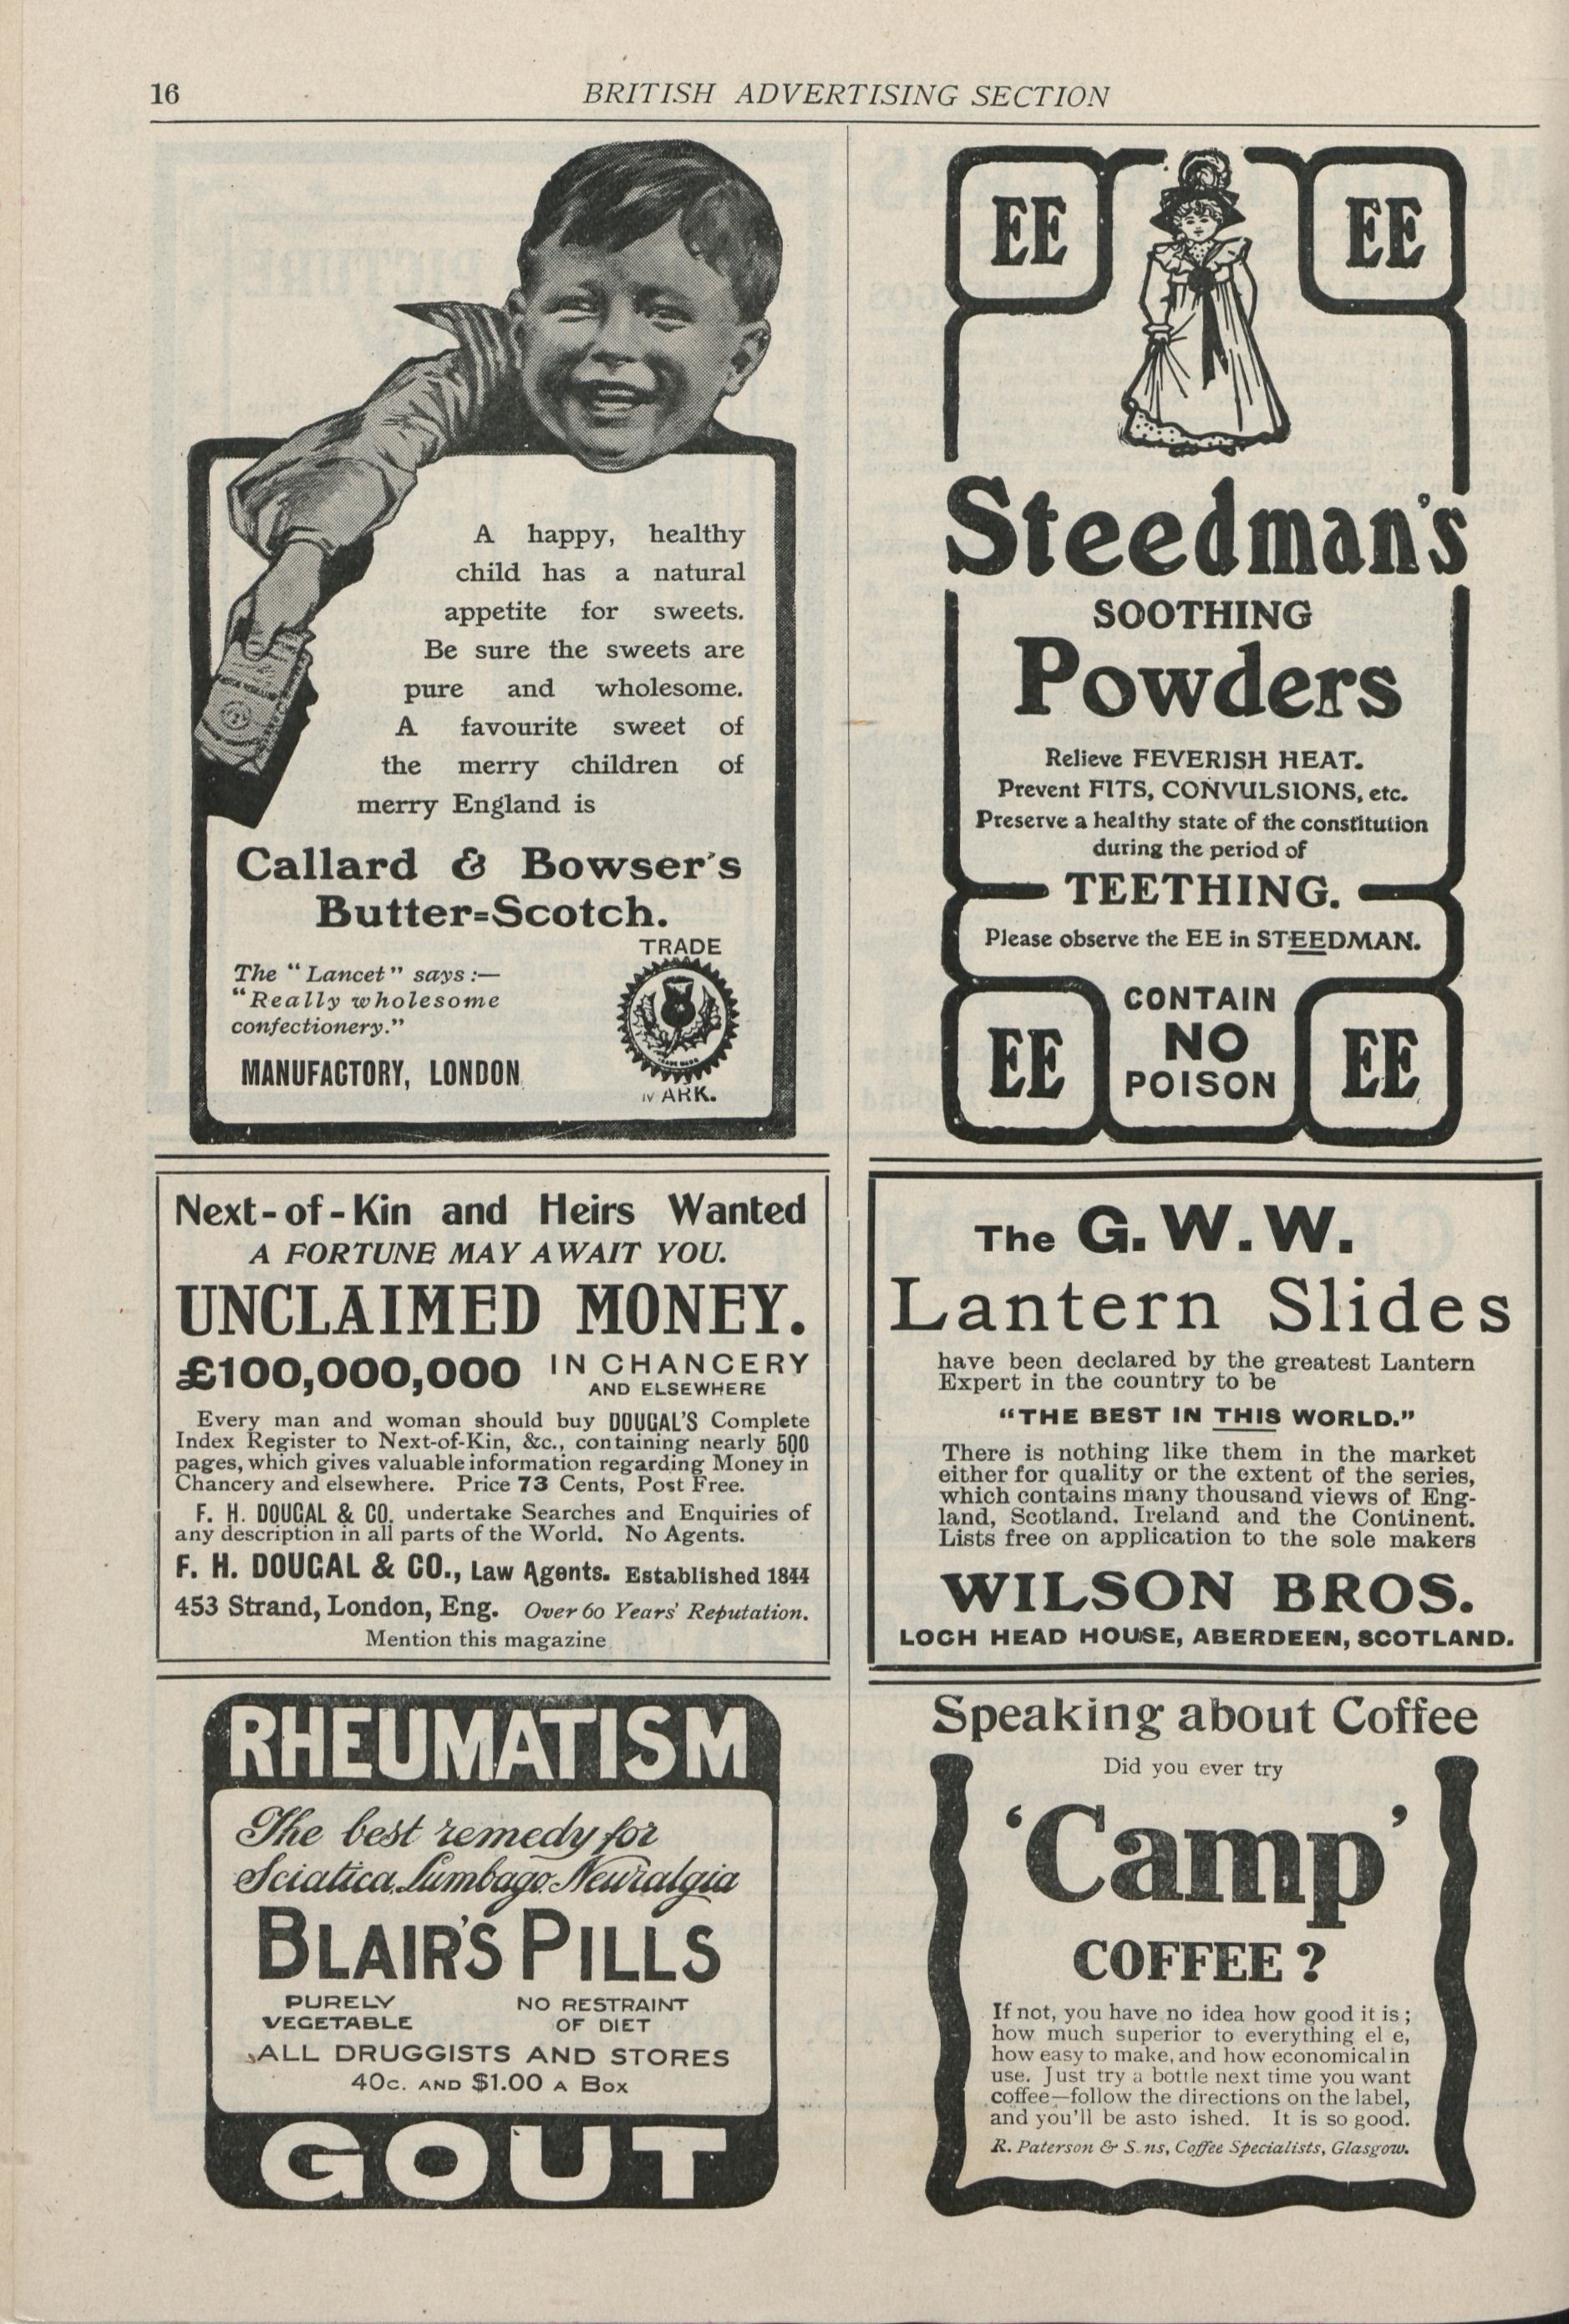 16
BRITISH ADVERTISING SECTION
A happy, healthy
child has a natural
appetite for sweets.
Be sure the sweets are
pure and wholesome.
A favourite sweet of
the merry children of
merry England is
Callard & Bowser's
Butter=Scotch.
The "Lancet" says:—
"Really wholesome
confectionery."
MANUFACTORY, LONDON
TRADE
TRADE MARK
MARK.
Next-of-Kin and Heirs Wanted
A FORTUNE MAY AWAIT YOU.
UNCLAIMED MONEY.
£100,000,000 IN CHANCERY
AND ELSEWHERE
Every man and woman should buy DOUGAL'S Complete
Index Register to Next-of-Kin, &c., containing nearly 500
pages, which gives valuable information regarding Money in
Chancery and elsewhere. Price 73 Cents, Post Free.
F. H. DOUGAL & CO. undertake Searches and Enquiries of
any description in all parts of the World. No Agents.
F. H. DOUGAL & CO., Law Agents. Established 1844
453 Strand, London, Eng. Over 60 Years' Reputation.
Mention this magazine
RHEUMATISM
The best remedy for
Sciatica, Lumbago, Neuralgia
BLAIR'S PILLS
PURELY
VEGETABLE
NO RESTRAINT
OF DIET
ALL DRUGGISTS AND STORES
40c. AND $1.00 A Box
GOUT
EE
EE
Steedman's
SOOTHING
Powders
Relieve FEVERISH HEAT.
Prevent FITS, CONVULSIONS, etc.
Preserve a healthy state of the constitution
during the period of
TEETHING.
Please observe the EE in STEEDMAN.
EE
CONTAIN
NO
POISON
EE
The G. W. W.
Lantern Slides
have been declared by the greatest Lantern
Expert in the country to be
"THE BEST IN THIS WORLD."
There is nothing like them in the market
either for quality or the extent of the series,
which contains many thousand views of Eng-
land, Scotland, Ireland and the Continent.
Lists free on application to the sole makers
WILSON BROS.
LOCH HEAD HOUSE, ABERDEEN, SCOTLAND.
Speaking about Coffee
Did you ever try
'Camp'
COFFEE?
If not, you have no idea how good it is;
how much superior to everything el e,
how easy to make, and how economical in
use. Just try a bottle next time you want
coffee—follow the directions on the label,
and you'll be asto ished. It is so good.
R. Paterson & S ns, Coffee Specialists, Glasgow.